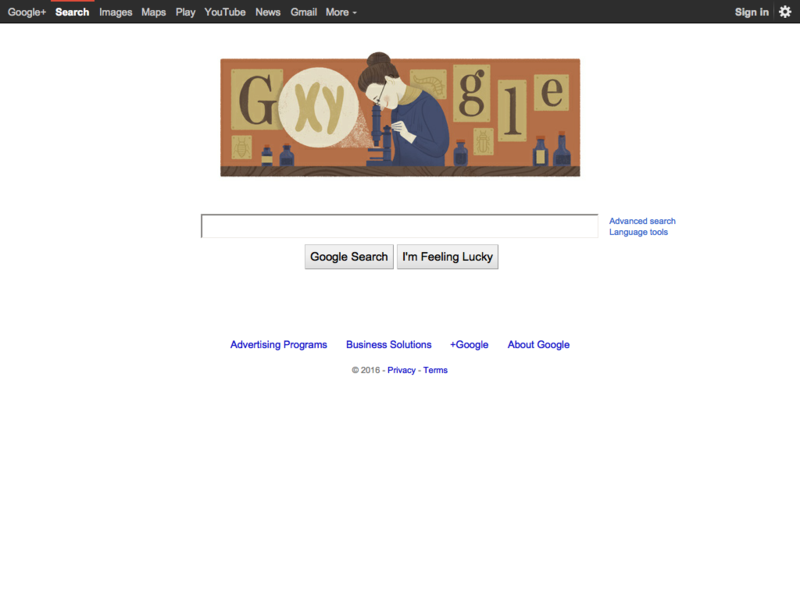 Google+ Search Images Maps Play YouTube News Gmail More Sign in
G xy g l e
Advanced search
Language tools
Google Search I'm Feeling Lucky
Advertising Programs Business Solutions +Google About Google
© 2016 - Privacy - Terms